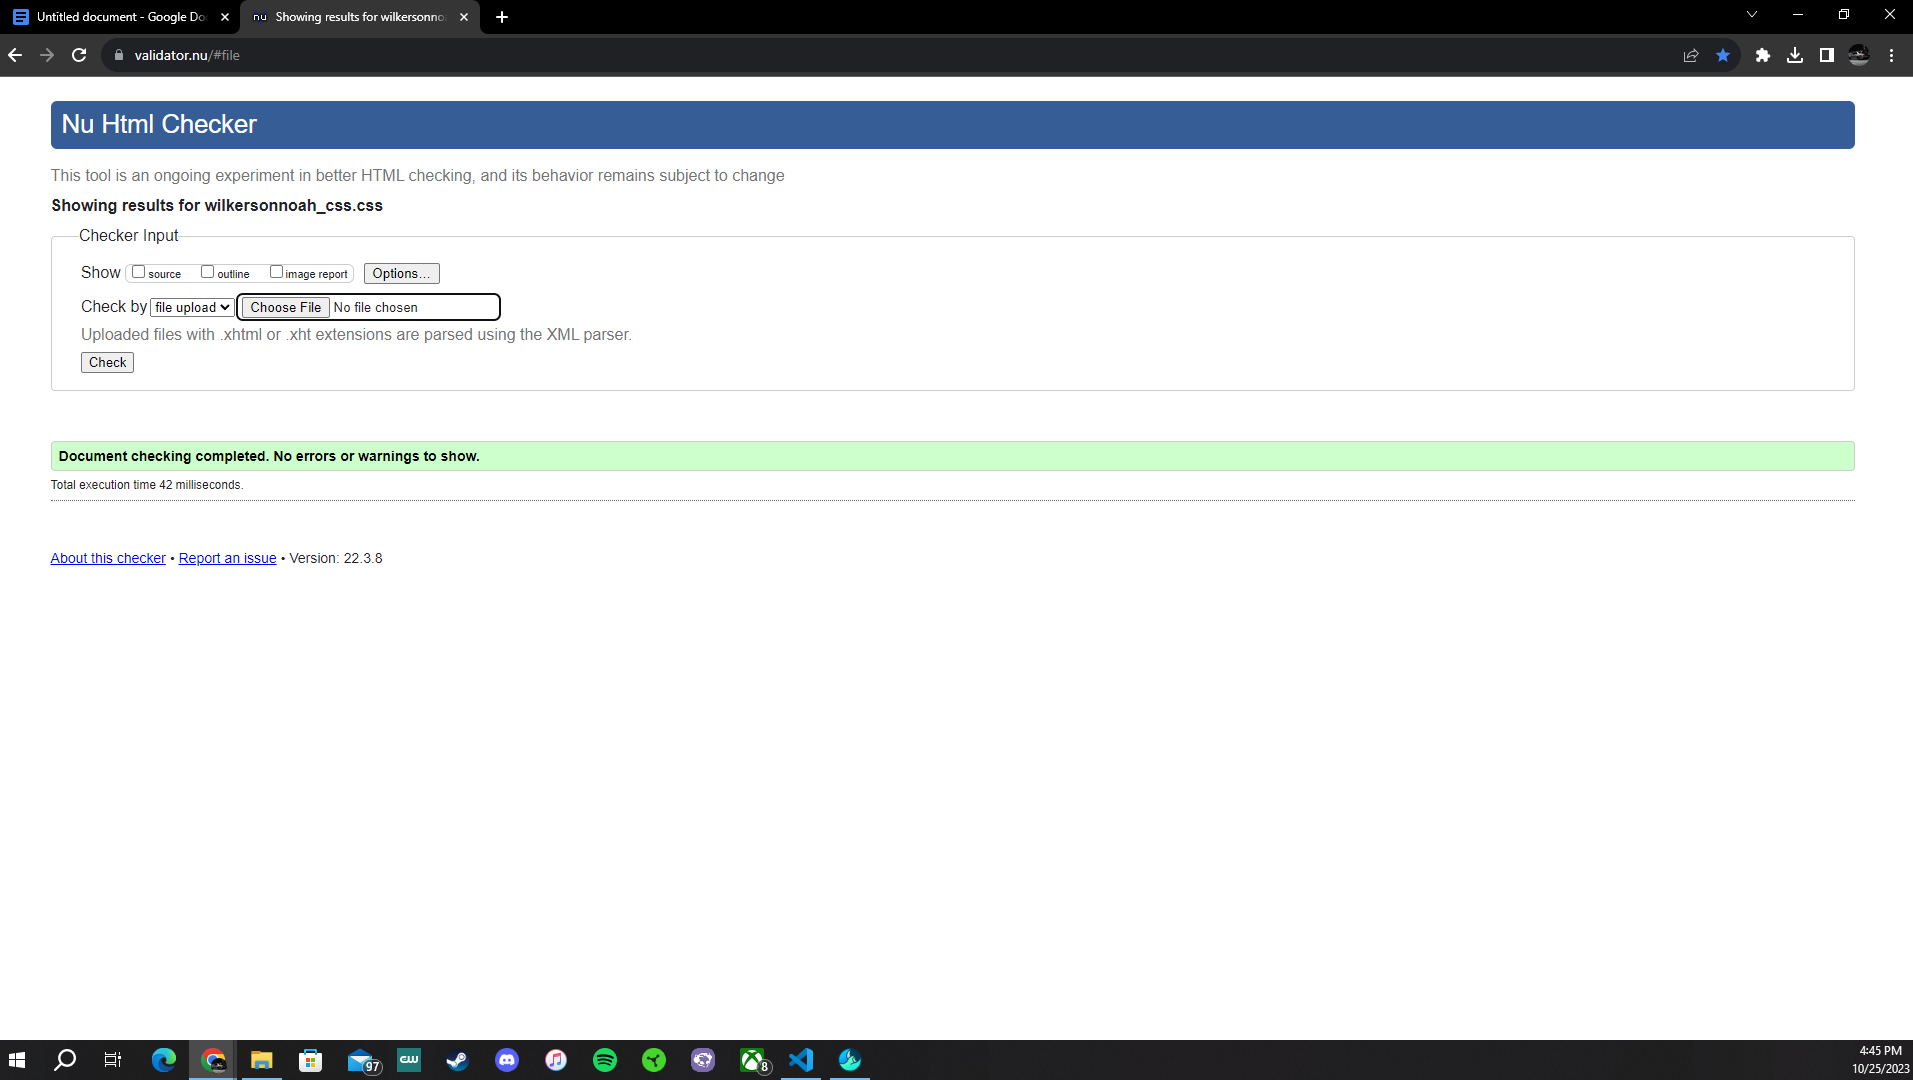 Untitled document - Google Do
nu Showing results for wilkersonno
validator.nu/#file
Nu Html Checker
This tool is an ongoing experiment in better HTML checking, and its behavior remains subject to change
Showing results for wilkersonnoah_css.css
Checker Input
Show source outline image report Options...
Check by file upload Choose File No file chosen
Uploaded files with .xhtml or .xht extensions are parsed using the XML parser.
Check
Document checking completed. No errors or warnings to show.
Total execution time 42 milliseconds.
About this checker • Report an issue • Version: 22.3.8
97
CW
8
4:45 PM
10/25/2023